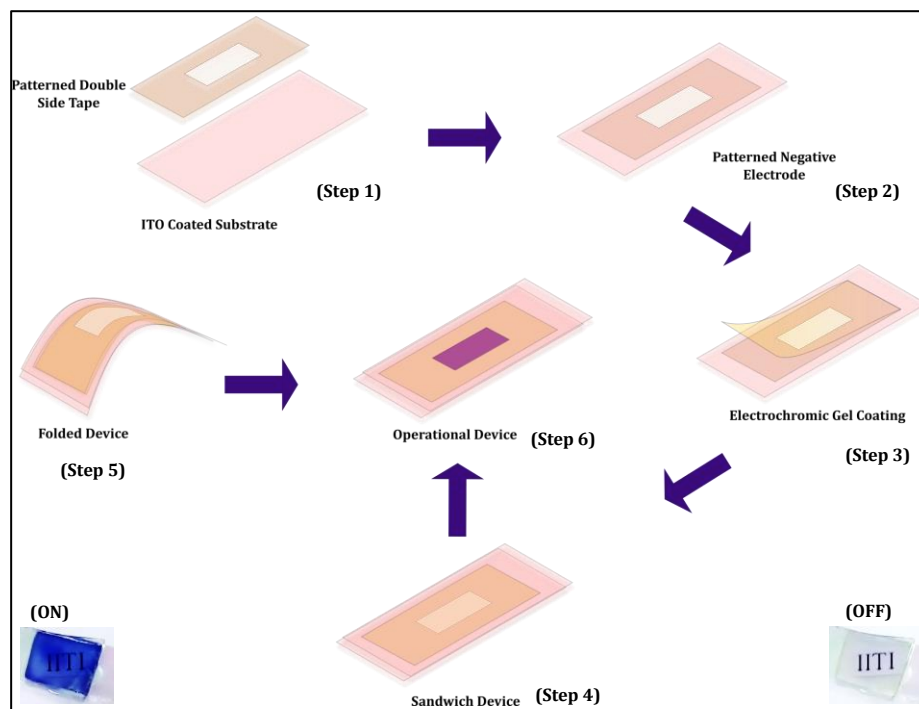 Patterned Double
Side Tape
(Step 1)
ITO Coated Substrate
Patterned Negative
Electrode
(Step 2)
Electrochromic Gel Coating
(Step 3)
Sandwich Device
(Step 4)
Folded Device
(Step 5)
Operational Device
(Step 6)
(ON)
IITI
(OFF)
IITI